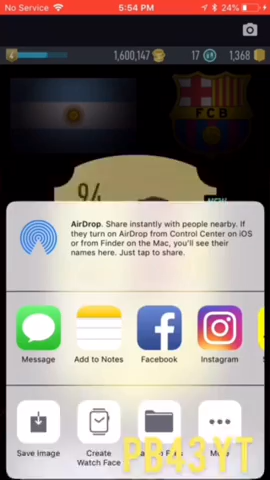 No Service 5:54 PM 24%
4 1,600,147 17 1,368
FCB
94
AirDrop. Share instantly with people nearby. If
they turn on AirDrop from Control Center on iOS
or from Finder on the Mac, you'll see their
names here. Just tap to share.
Message Add to Notes Facebook Instagram
Save Image Create
Watch Face
PB43YT